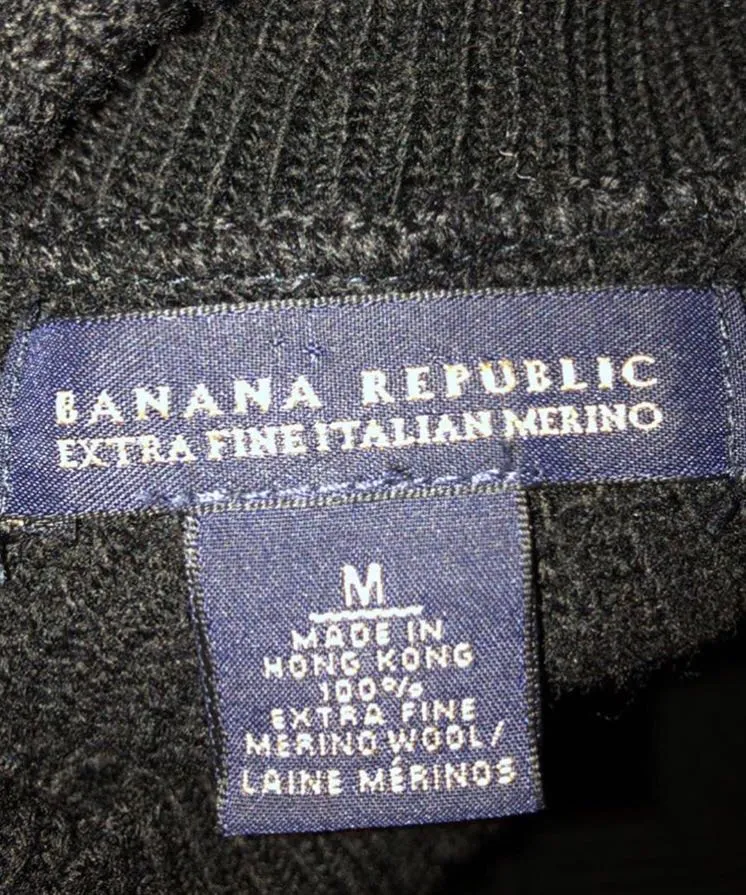 BANANA REPUBLIC
EXTRA FINE ITALIAN MERINO
M
MADE IN
HONG KONG
100%
EXTRA FINE
MERINO WOOL/
LAINE MÉRINOS